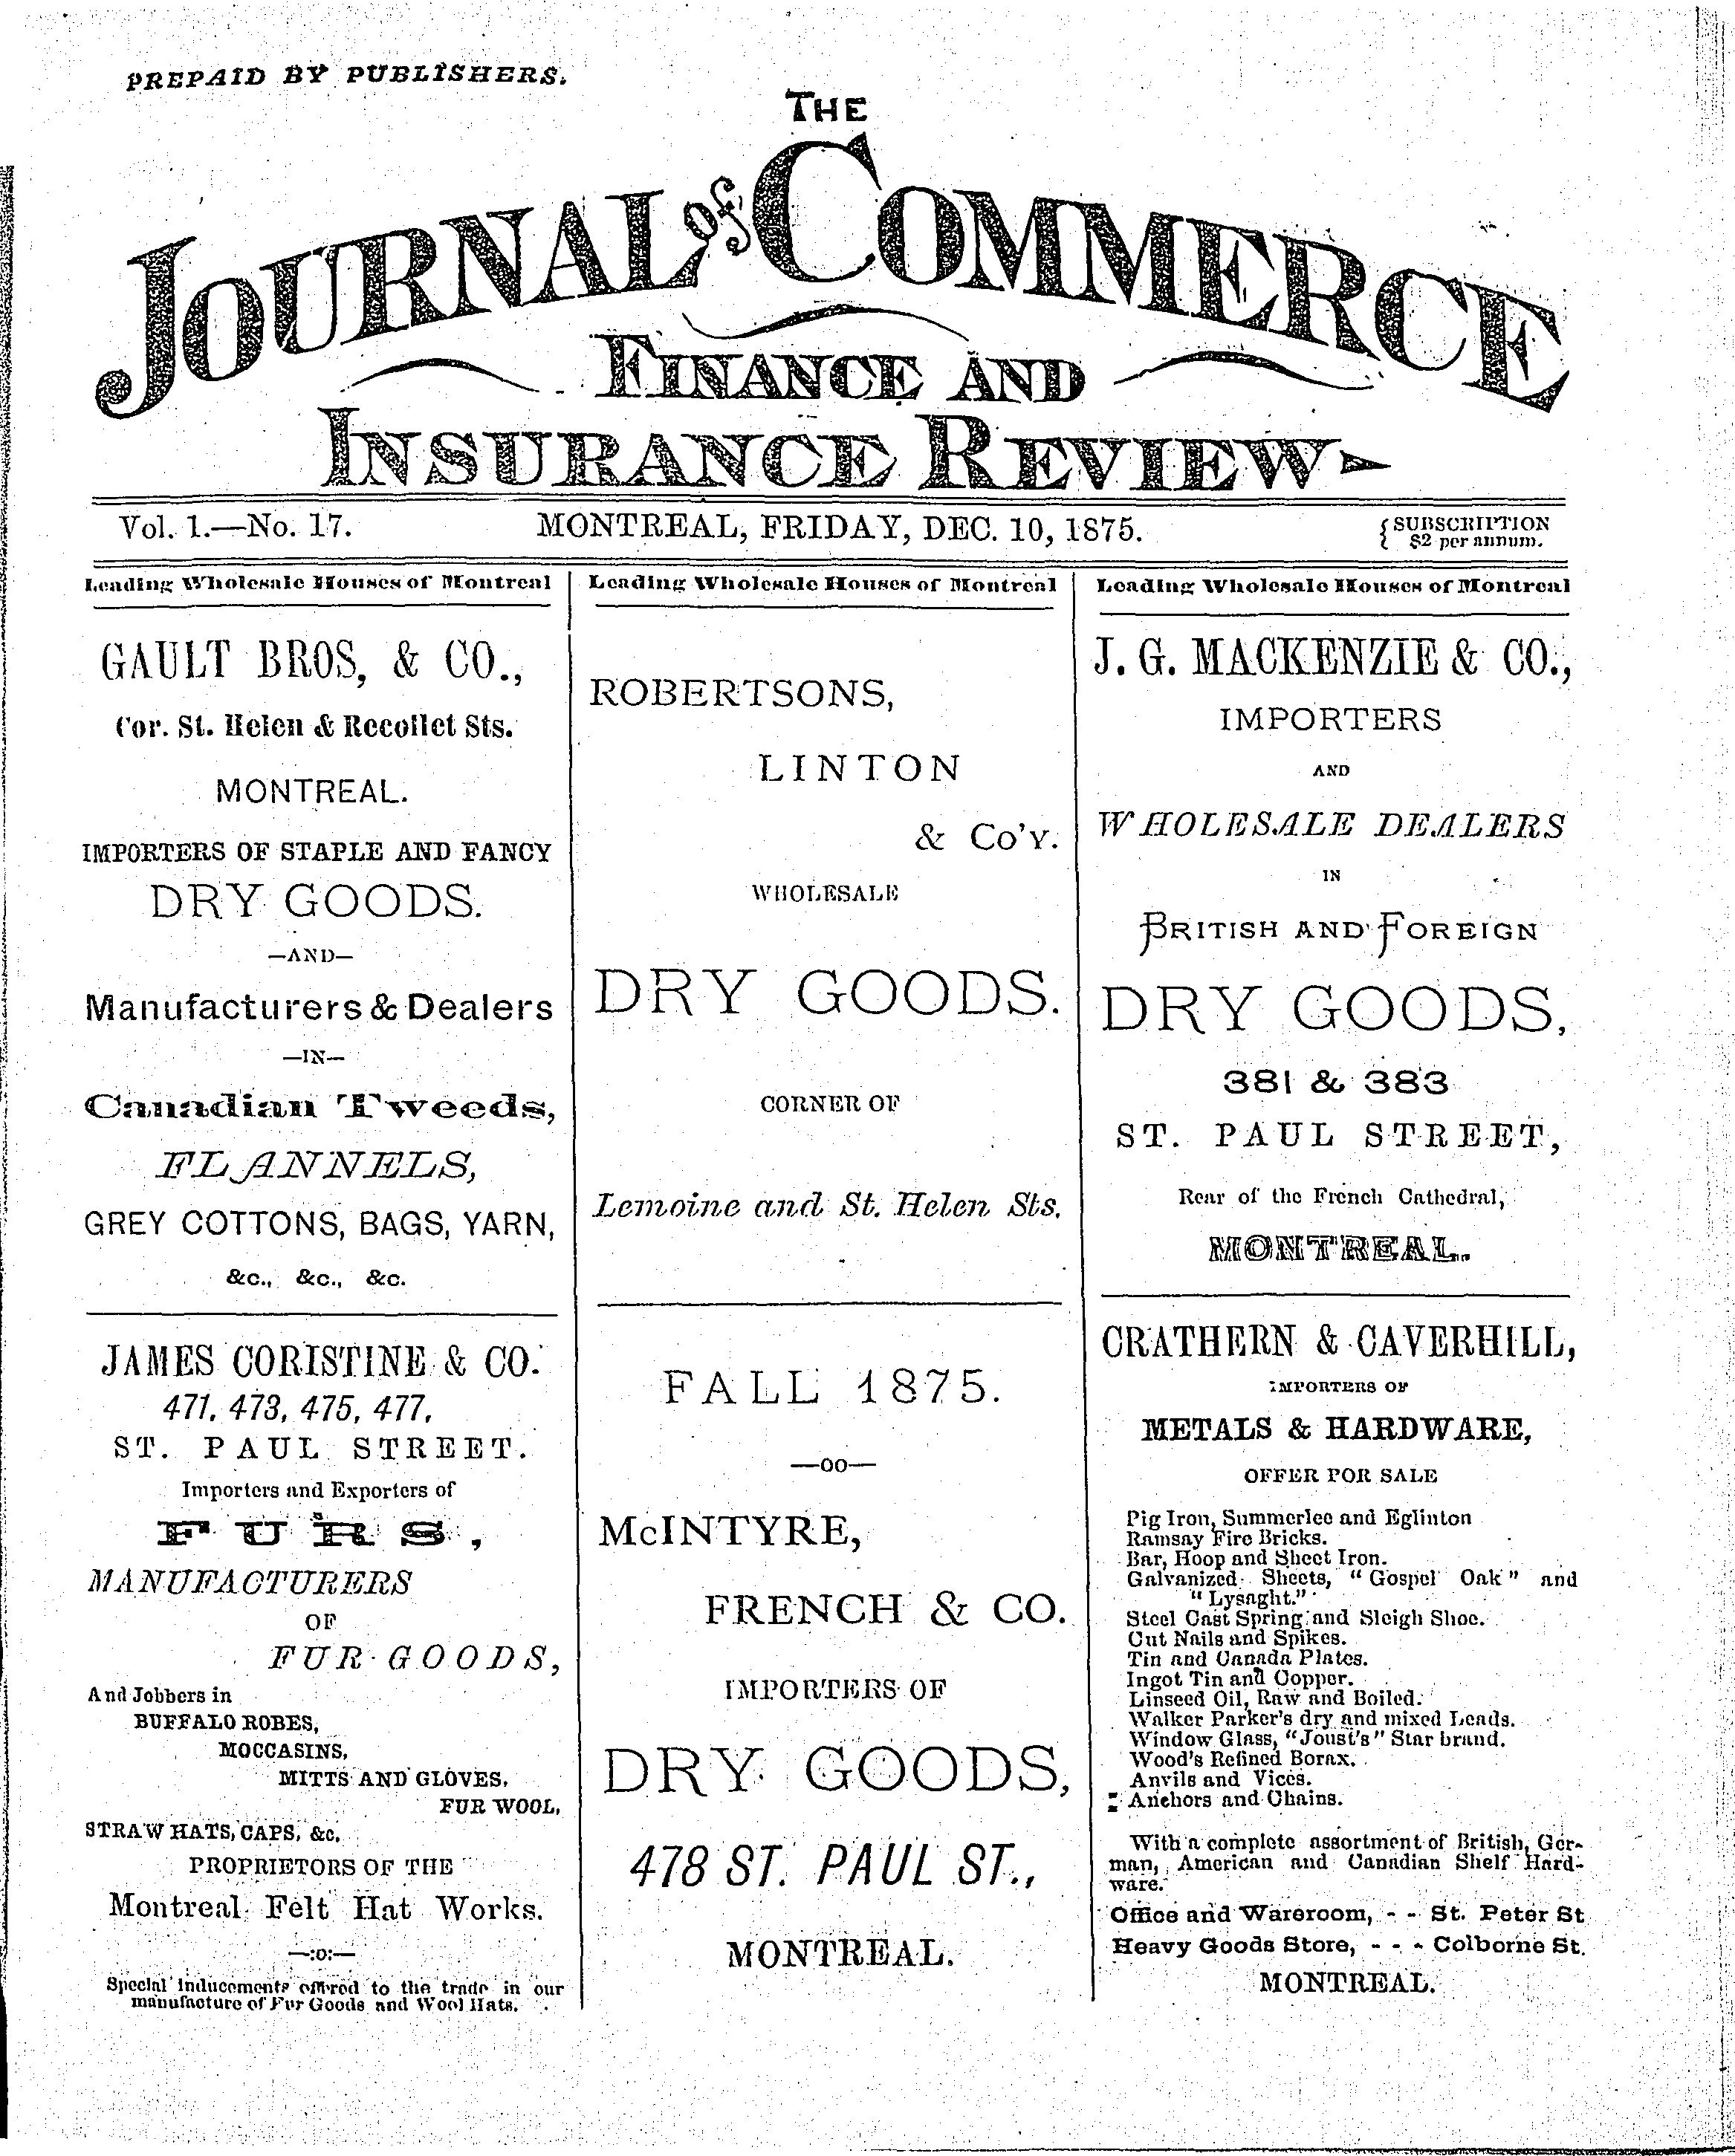 PREPAID BY PUBLISHERS.
THE
JOURNAL of COMMERCE
FINANCE AND
INSURANCE REVIEW
Vol. 1.—No. 17.
MONTREAL, FRIDAY, DEC. 10, 1875.
{ SUBSCRIPTION
$2 per annum.
Leading Wholesale Houses of Montreal
GAULT BROS, & CO.,
Cor. St. Helen & Recollet Sts.
MONTREAL.
IMPORTERS OF STAPLE AND FANCY
DRY GOODS.
—AND—
Manufacturers & Dealers
—IN—
Canadian Tweeds,
FLANNELS,
GREY COTTONS, BAGS, YARN,
&c., &c., &c.
JAMES CORISTINE & CO.
471, 473, 475, 477,
ST. PAUL STREET.
Importers and Exporters of
FURS,
MANUFACTURERS
OF
FUR GOODS,
And Jobbers in
BUFFALO ROBES,
MOCCASINS,
MITTS AND GLOVES,
FUR WOOL,
STRAW HATS, CAPS, &c.
PROPRIETORS OF THE
Montreal Felt Hat Works.
—:o:—
Special inducements offered to the trade in our
manufacture of Fur Goods and Wool Hats.
Leading Wholesale Houses of Montreal
ROBERTSONS,
LINTON
& Co'y.
WHOLESALE
DRY GOODS.
CORNER OF
Lemoine and St. Helen Sts.
FALL 1875.
—oo—
McINTYRE,
FRENCH & CO.
IMPORTERS OF
DRY GOODS,
478 ST. PAUL ST.,
MONTREAL.
Leading Wholesale Houses of Montreal
J. G. MACKENZIE & CO.,
IMPORTERS
AND
WHOLESALE DEALERS
IN
BRITISH AND FOREIGN
DRY GOODS,
381 & 383
ST. PAUL STREET,
Rear of the French Cathedral,
MONTREAL.
CRATHERN & CAVERHILL,
IMPORTERS OF
METALS & HARDWARE,
OFFER FOR SALE
Pig Iron, Summerlee and Eglinton
Ramsay Fire Bricks.
Bar, Hoop and Sheet Iron.
Galvanized Sheets, "Gospel Oak" and
"Lysaght."
Steel Cast Spring and Sleigh Shoe.
Cut Nails and Spikes.
Tin and Canada Plates.
Ingot Tin and Copper.
Linseed Oil, Raw and Boiled.
Walker Parker's dry and mixed Leads.
Window Glass, "Joust's" Star brand.
Wood's Refined Borax.
Anvils and Vices.
Anchors and Chains.
With a complete assortment of British, Ger-
man, American and Canadian Shelf Hard-
ware.
Office and Wareroom, - - St. Peter St
Heavy Goods Store, - - - Colborne St.
MONTREAL.